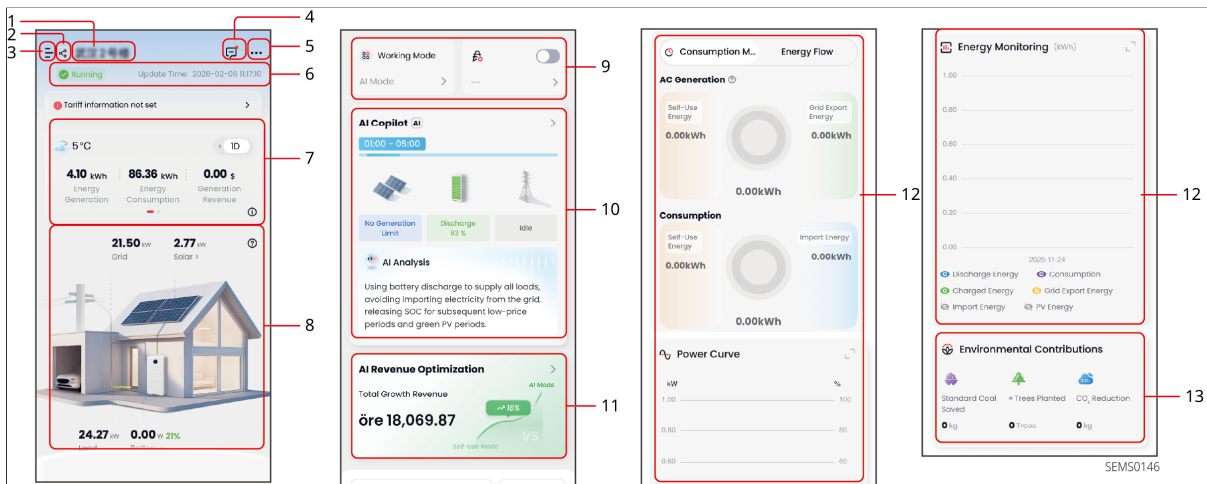 1
2
3
4
5
6
Running
Update Time: 2026-02-06 11:17:10
Tariff information not set
5°C
1D
4.10 kWh
Energy
Generation
86.36 kWh
Energy
Consumption
0.00 $
Generation
Revenue
7
21.50 kW
Grid
2.77 kW
Solar >
8
24.27 kW
0.00 W 21%
Working Mode
AI Mode
--
9
AI Copilot AI
01:00 - 05:00
No Generation
Limit
Discharge
93 %
Idle
10
AI Analysis
Using battery discharge to supply all loads,
avoiding importing electricity from the grid,
releasing SOC for subsequent low-price
periods and green PV periods.
AI Revenue Optimization
Total Growth Revenue
öre 18,069.87
AI Mode
18%
VS
Self-Use Mode
11
Consumption M...
Energy Flow
AC Generation
Self-Use
Energy
0.00kWh
Grid Export
Energy
0.00kWh
0.00kWh
12
Consumption
Self-Use
Energy
0.00kWh
Import Energy
0.00kWh
0.00kWh
Power Curve
kW
%
1.00
100
0.80
80
0.60
60
Energy Monitoring (kWh)
1.00
0.80
0.60
0.40
0.20
0.00
2025-11-24
12
Discharge Energy
Consumption
Charged Energy
Grid Export Energy
Import Energy
PV Energy
Environmental Contributions
CO₂
Standard Coal
Saved
0 kg
≈ Trees Planted
0 Trees
CO₂ Reduction
0 kg
13
SEMS0146